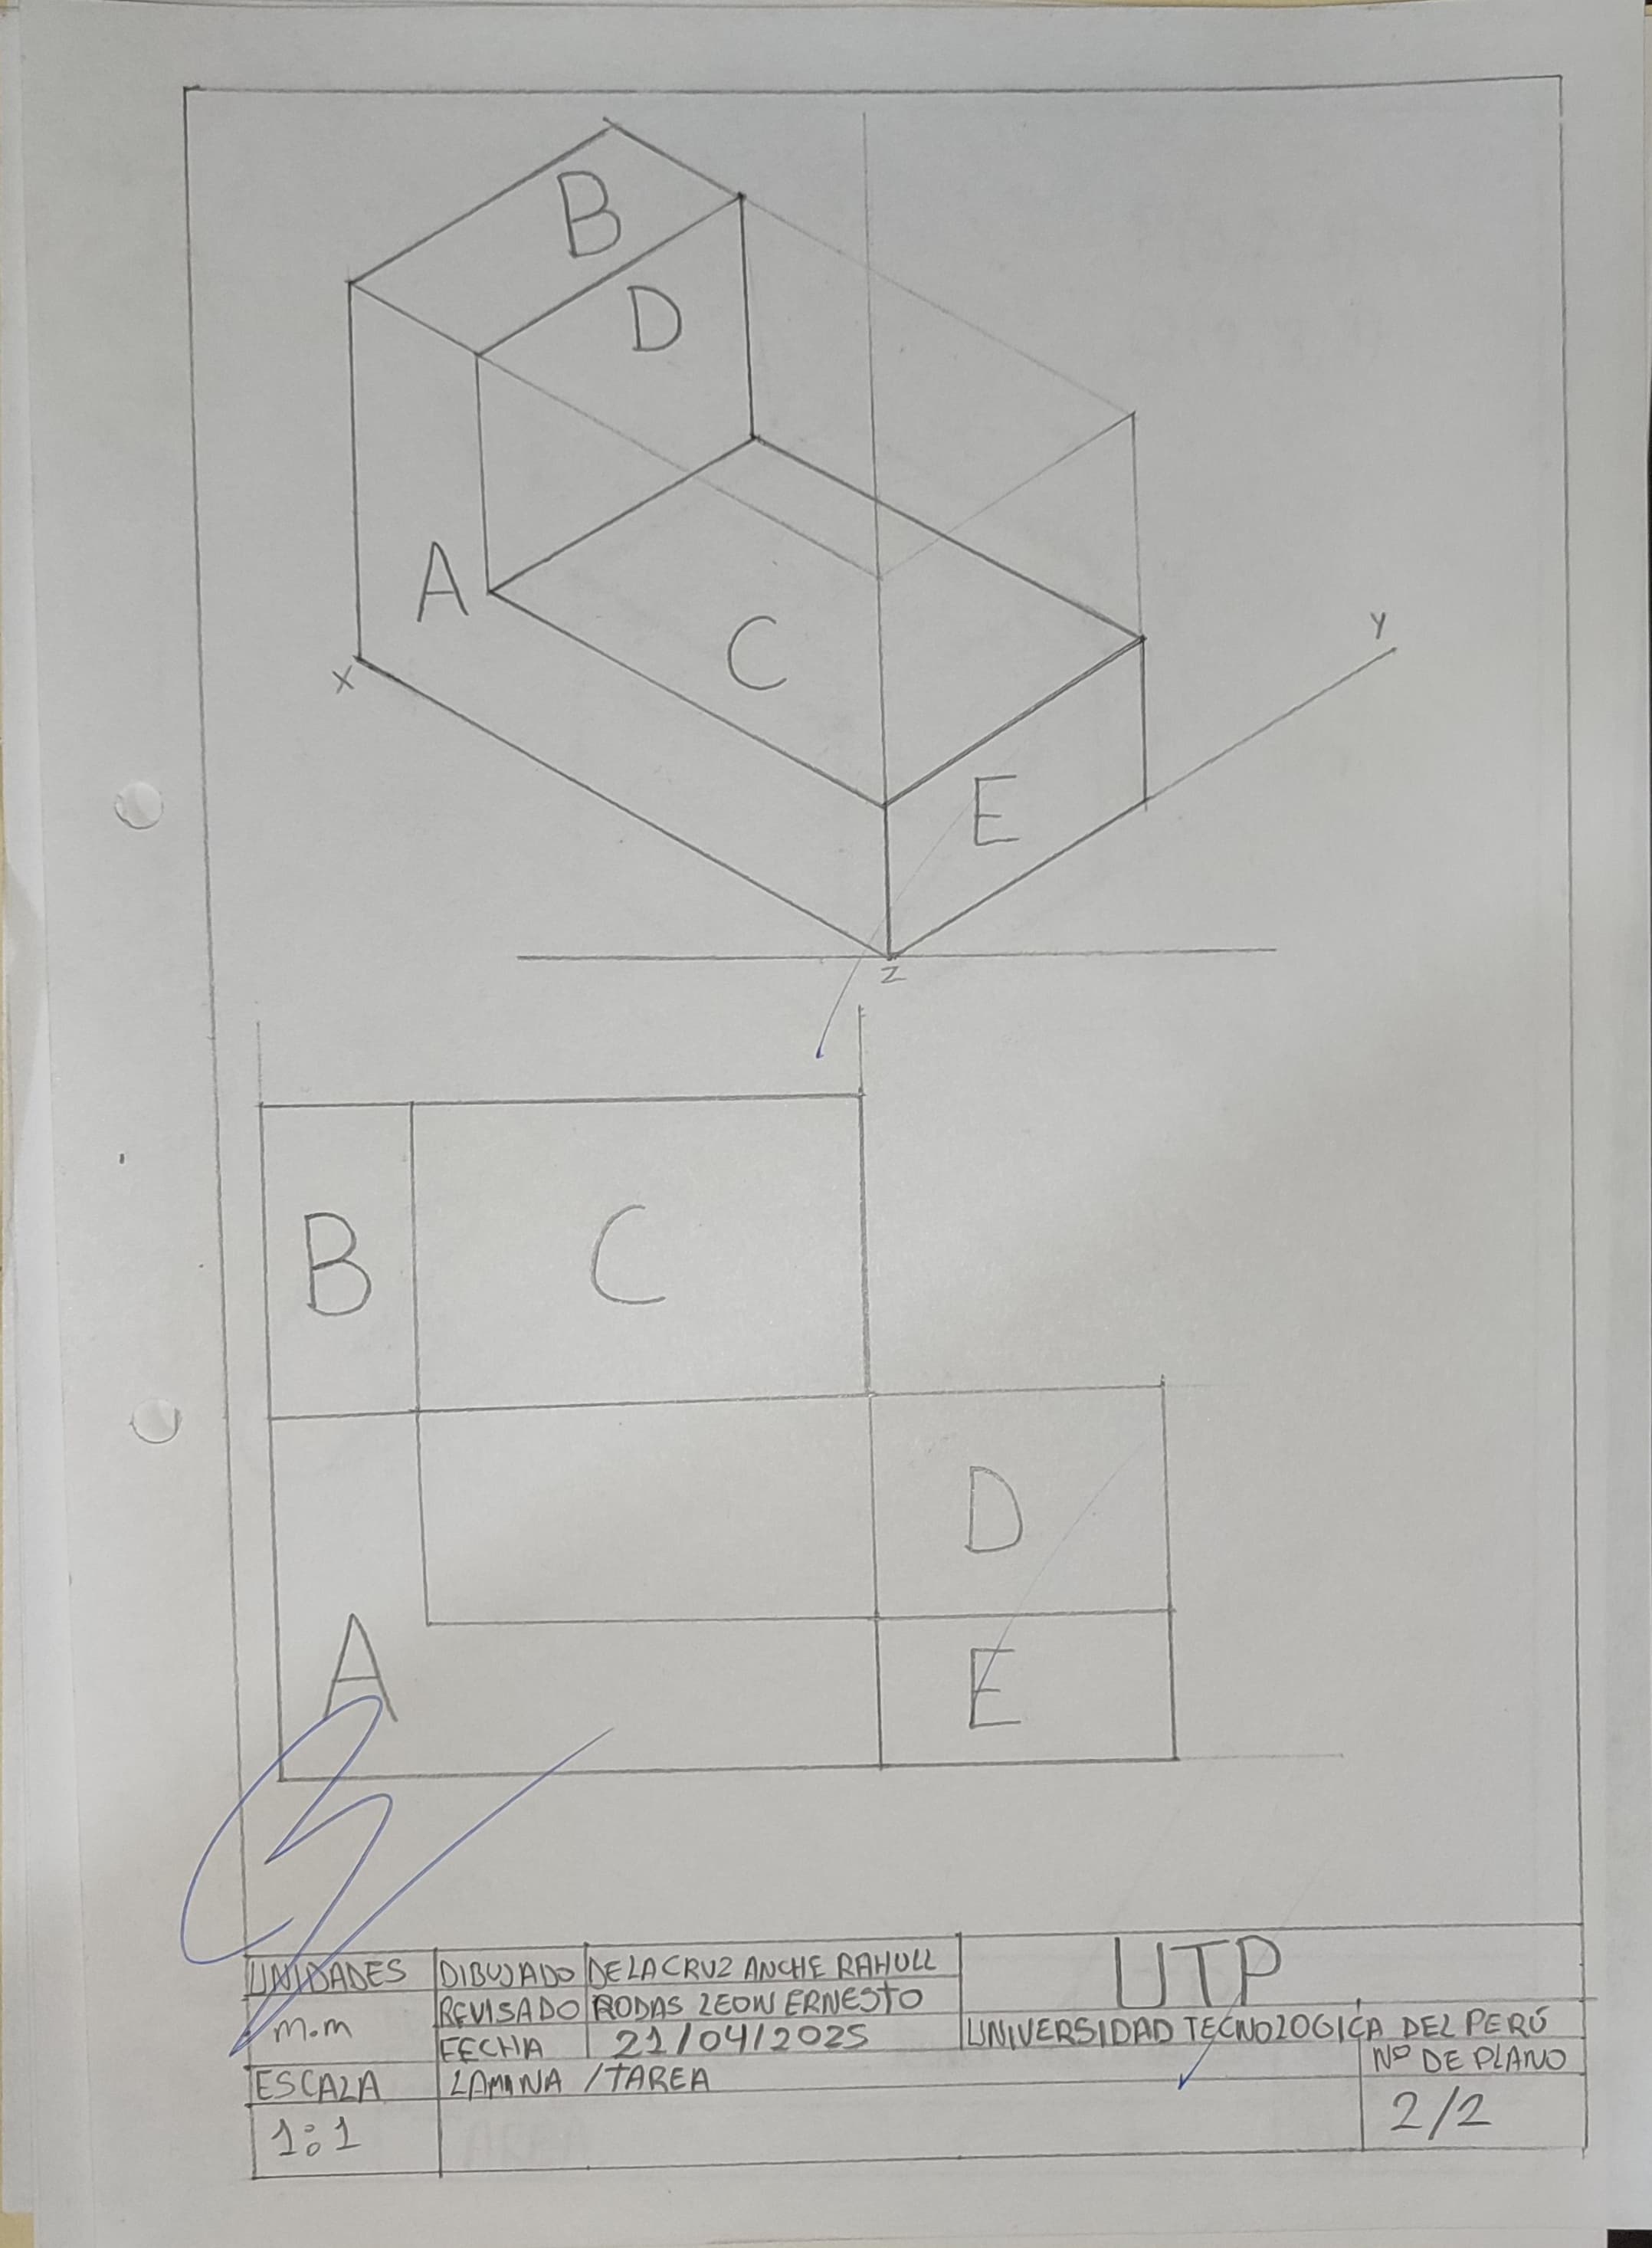 B
D
A
C
E
X
Y
Z
B
C
D
A
E
UNIDADES
m.m
ESCALA
1:1
DIBUJADO DE LA CRUZ ANCHE RAHULL
REVISADO RODAS LEON ERNESTO
FECHA 21/04/2025
LAMINA / TAREA
UTP
UNIVERSIDAD TECNOLOGICA DEL PERÚ
Nº DE PLANO
2/2